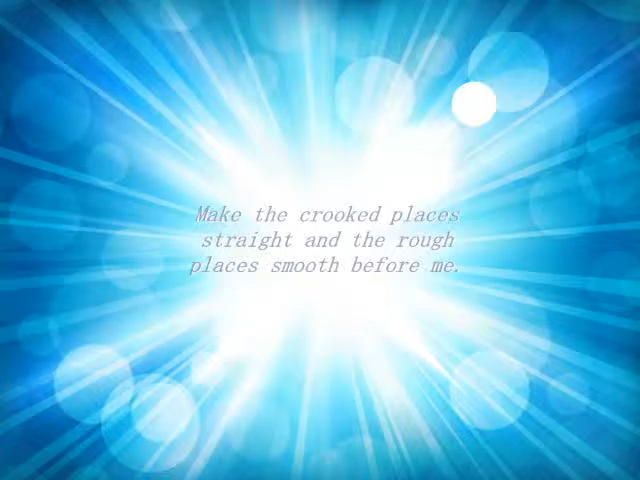 Make the crooked places
straight and the rough
places smooth before me.